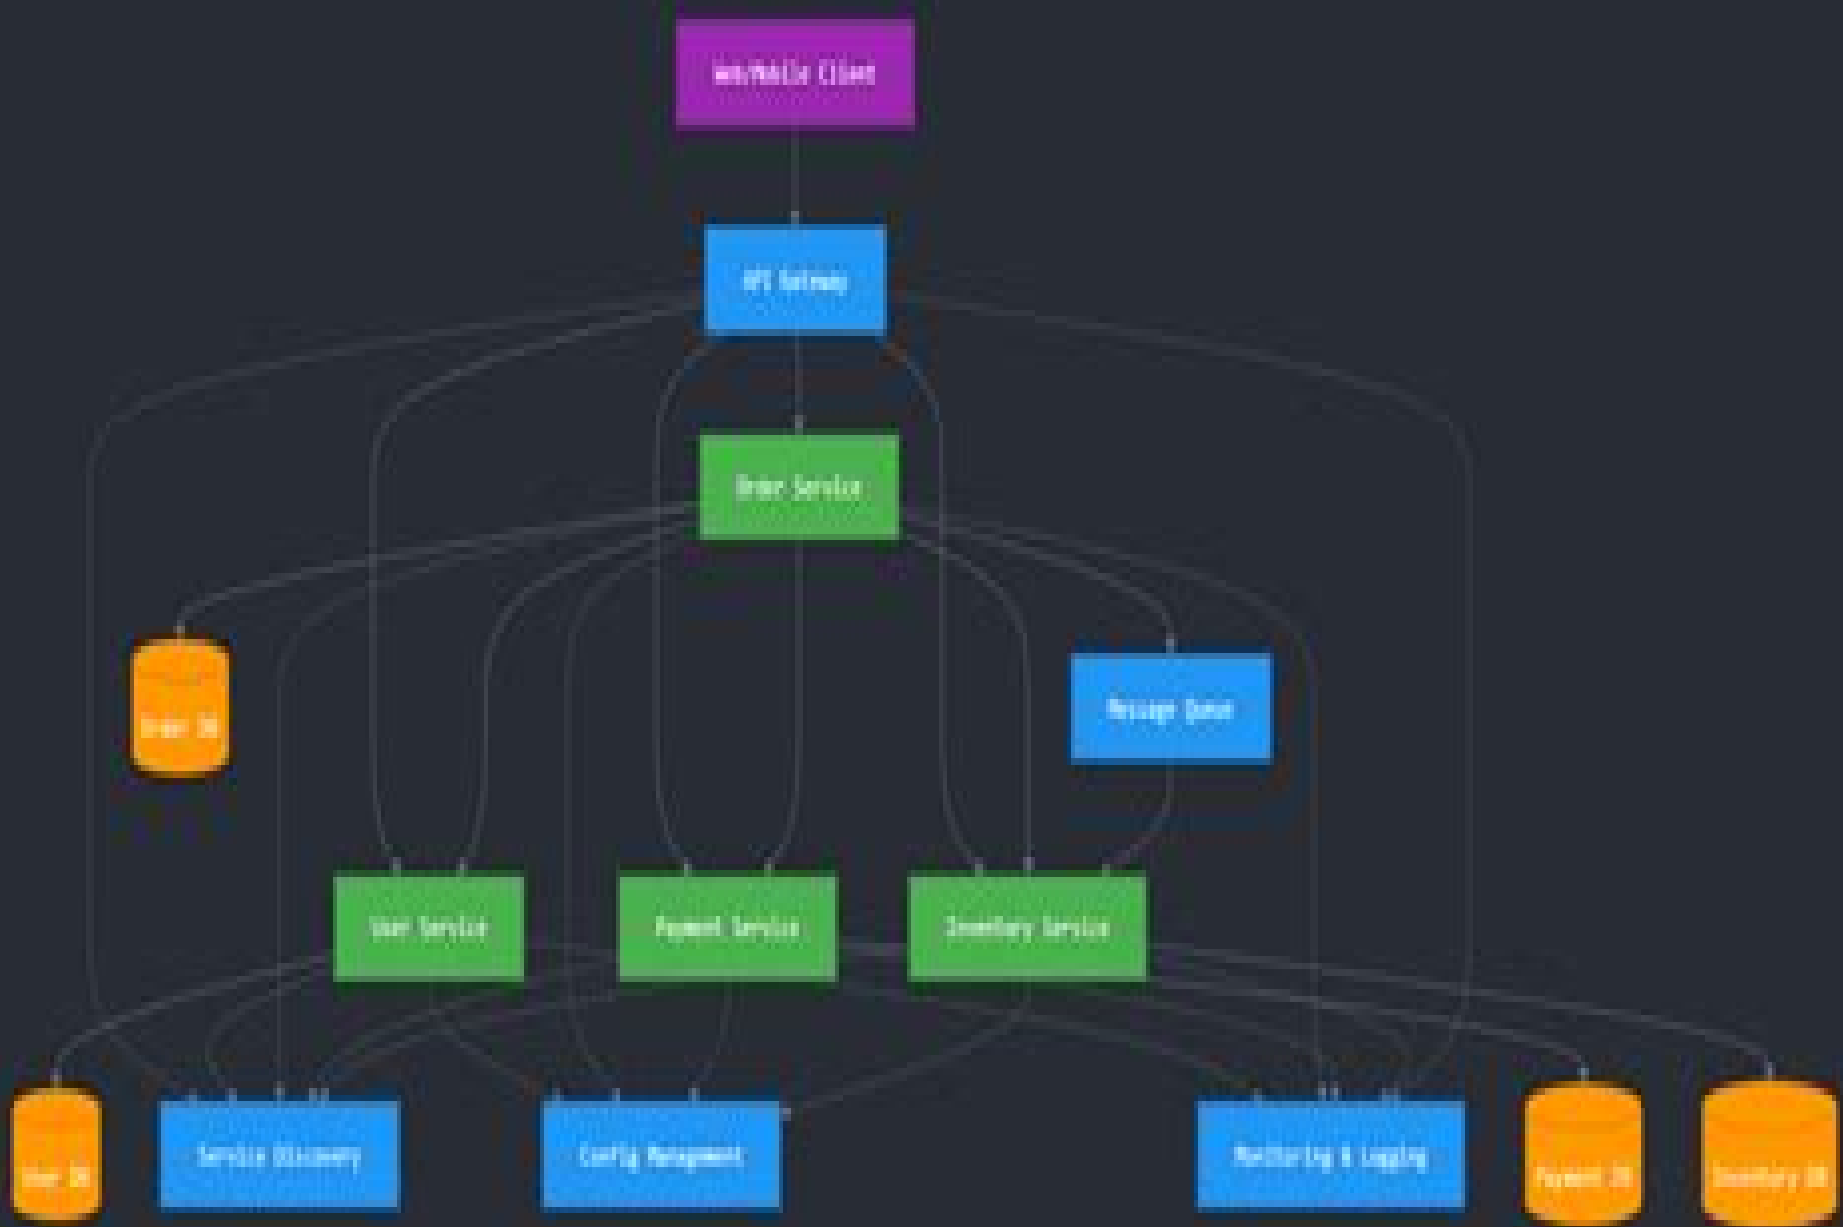 Web/Mobile Client
API Gateway
Order Service
Order DB
Message Queue
User Service
Payment Service
Inventory Service
User DB
Service Discovery
Config Management
Monitoring & Logging
Payment DB
Inventory DB